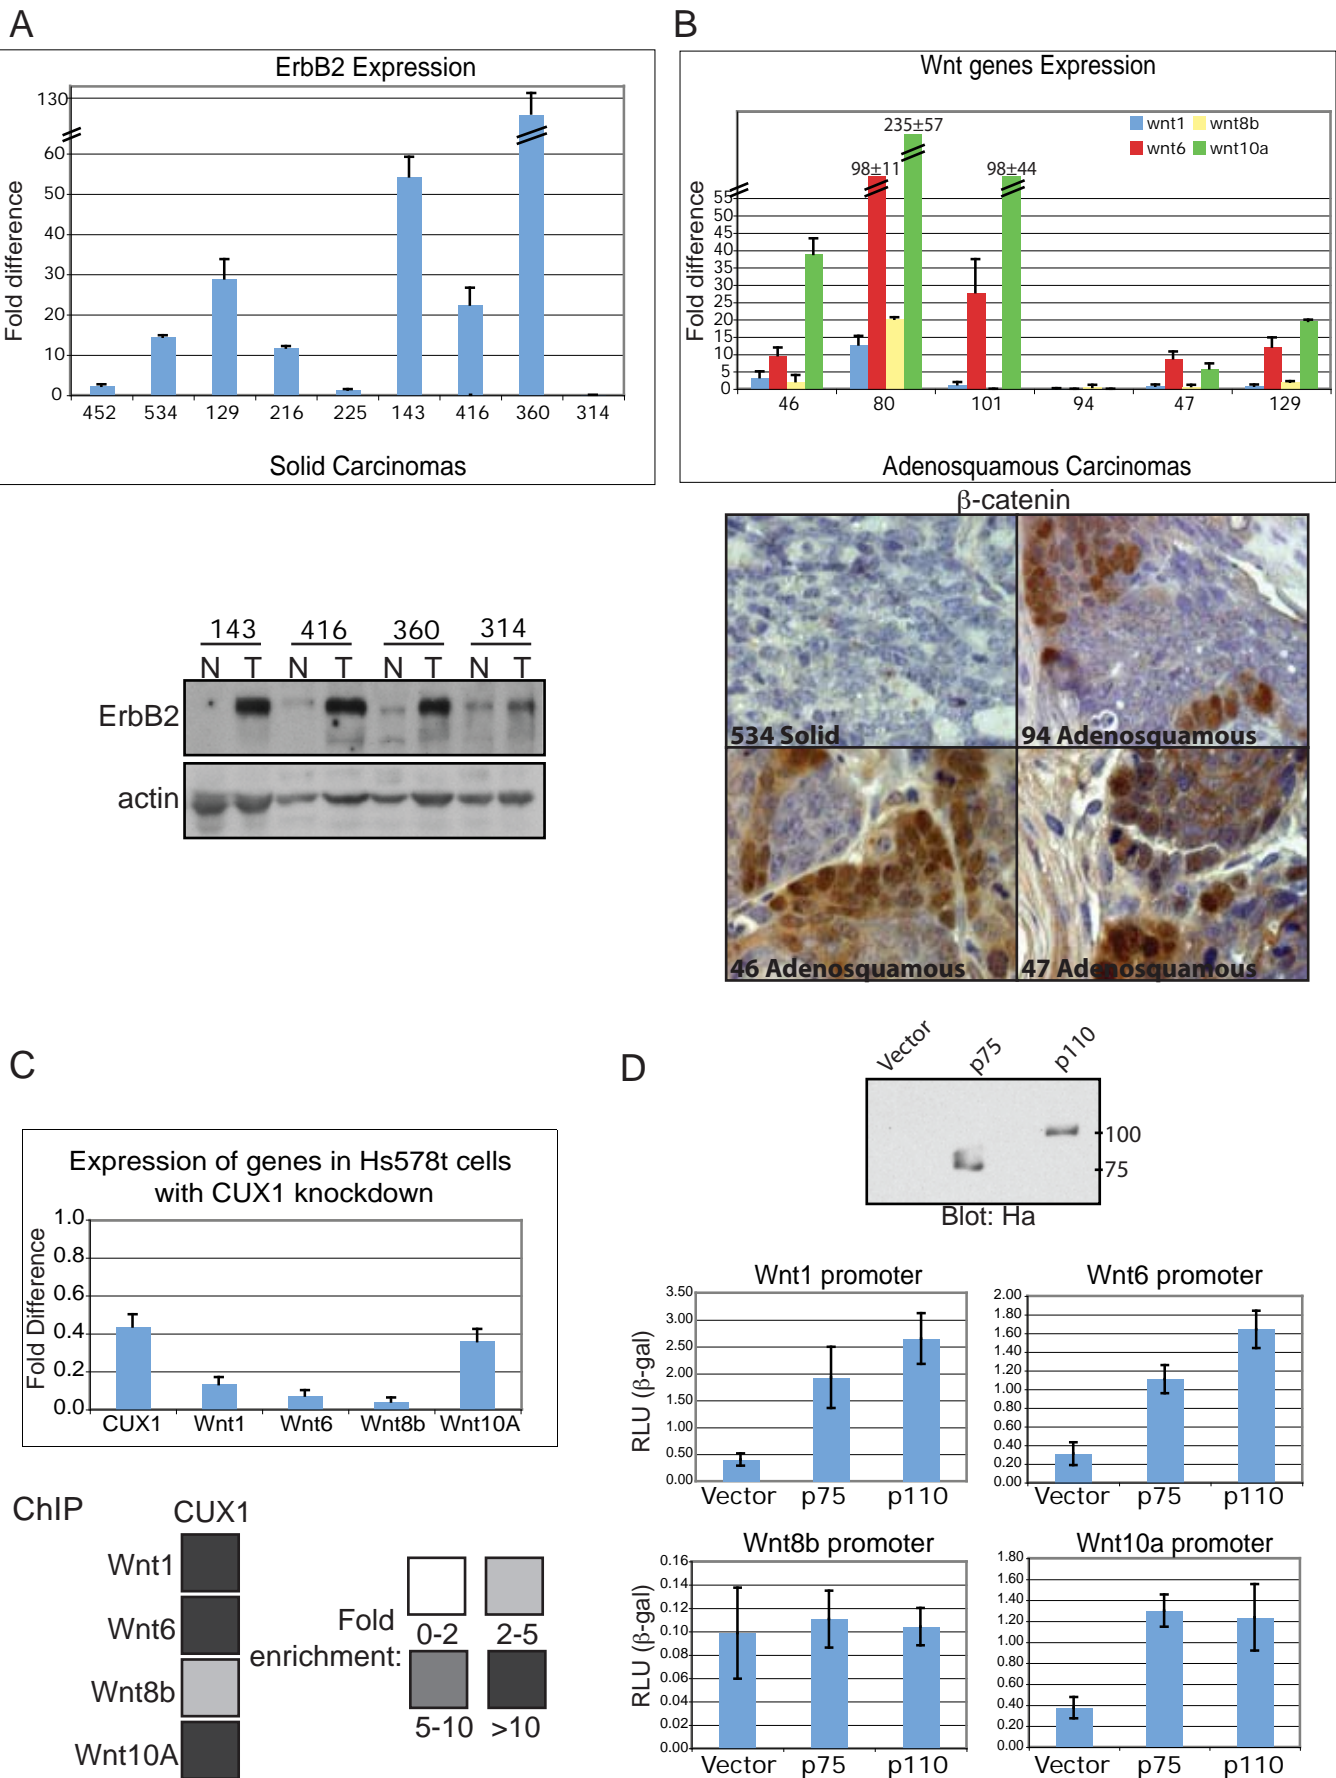 A
ErbB2 Expression
Fold difference
130
60
50
40
30
20
10
0
452 534 129 216 225 143 416 360 314
Solid Carcinomas
143 416 360 314
N T N T N T N T
ErbB2
actin
B
Wnt genes Expression
wnt1 wnt8b
wnt6 wnt10a
235±57
98±11 98±44
Fold difference
55
50
45
40
35
30
25
20
15
10
5
0
46 80 101 94 47 129
Adenosquamous Carcinomas
β-catenin
534 Solid 94 Adenosquamous
46 Adenosquamous 47 Adenosquamous
C
Expression of genes in Hs578t cells
with CUX1 knockdown
Fold Difference
1.0
0.8
0.6
0.4
0.2
0.0
CUX1 Wnt1 Wnt6 Wnt8b Wnt10A
ChIP CUX1
Wnt1
Wnt6
Wnt8b
Wnt10A
Fold
enrichment:
0-2 2-5
5-10 >10
D
Vector p75 p110
100
75
Blot: Ha
Wnt1 promoter
RLU (β-gal)
3.50
3.00
2.50
2.00
1.50
1.00
0.50
0.00
Vector p75 p110
Wnt6 promoter
2.00
1.80
1.60
1.40
1.20
1.00
0.80
0.60
0.40
0.20
0.00
Vector p75 p110
Wnt8b promoter
RLU (β-gal)
0.16
0.14
0.12
0.10
0.08
0.06
0.04
0.02
0.00
Vector p75 p110
Wnt10a promoter
1.80
1.60
1.40
1.20
1.00
0.80
0.60
0.40
0.20
0.00
Vector p75 p110